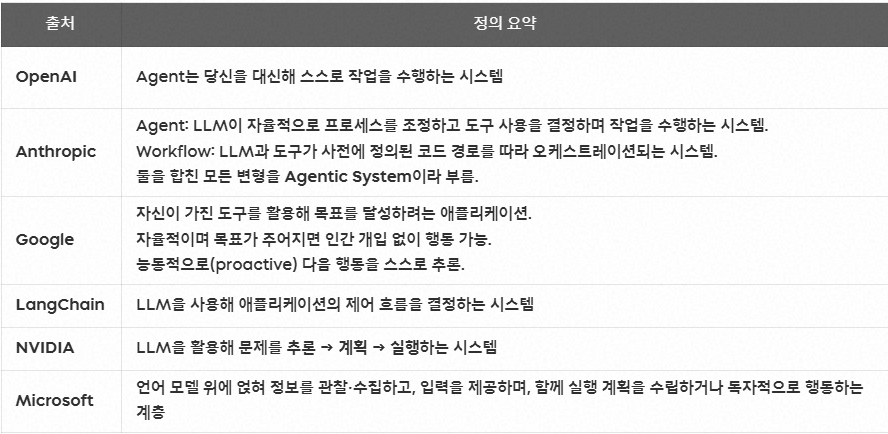 출처
정의 요약
OpenAI
Agent는 당신을 대신해 스스로 작업을 수행하는 시스템
Anthropic
Agent: LLM이 자율적으로 프로세스를 조정하고 도구 사용을 결정하며 작업을 수행하는 시스템.
Workflow: LLM과 도구가 사전에 정의된 코드 경로를 따라 오케스트레이션되는 시스템.
둘을 합친 모든 변형을 Agentic System이라 부름.
Google
자신이 가진 도구를 활용해 목표를 달성하려는 애플리케이션.
자율적이며 목표가 주어지면 인간 개입 없이 행동 가능.
능동적으로(proactive) 다음 행동을 스스로 추론.
LangChain
LLM을 사용해 애플리케이션의 제어 흐름을 결정하는 시스템
NVIDIA
LLM을 활용해 문제를 추론 → 계획 → 실행하는 시스템
Microsoft
언어 모델 위에 얹혀 정보를 관찰·수집하고, 입력을 제공하며, 함께 실행 계획을 수립하거나 독자적으로 행동하는
계층